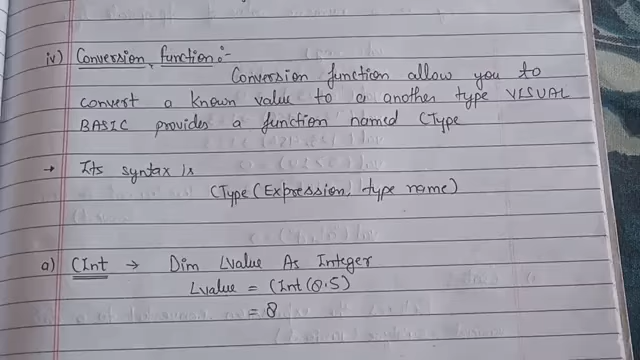 iv) Conversion function :-
Conversion function allow you to
convert a known value to a another type VISUAL
BASIC provides a function named CType
→ Its syntax is
CType (Expression, type name)
a) CInt → Dim Lvalue As Integer
Lvalue = CInt (8.5)
= 8